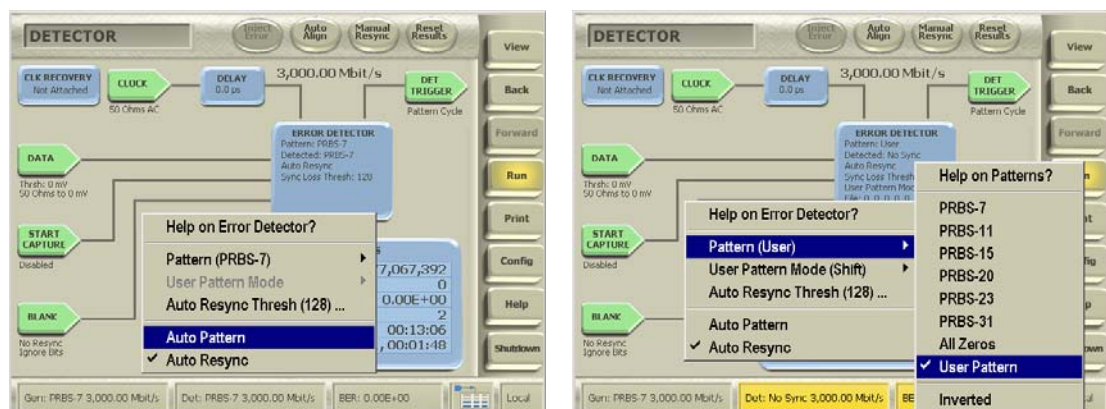 DETECTOR
Inject Error
Auto Align
Manual Resync
Reset Results
View
CLK RECOVERY
Not Attached
CLOCK
50 Ohms AC
DELAY
0.0 ps
3,000.00 Mbit/s
DET TRIGGER
Pattern Cycle
Back
Forward
ERROR DETECTOR
Pattern: PRBS-7
Detected: PRBS-7
Auto Resync
Sync Loss Thresh: 128
DATA
Thrsh: 0 mV
50 Ohms to 0 mV
Run
Print
START CAPTURE
Disabled
Help on Error Detector?
Pattern (PRBS-7)
User Pattern Mode
Auto Resync Thresh (128) ...
Auto Pattern
Auto Resync
7,067,392
0
0.00E+00
2
00:13:06
, 00:01:48
Config
Help
Shutdown
BLANK
No Resync
Ignore Bits
Gen: PRBS-7 3,000.00 Mbit/s
Det: PRBS-7 3,000.00 Mbit/s
BER: 0.00E+00
Local
DETECTOR
Inject Error
Auto Align
Manual Resync
Reset Results
View
CLK RECOVERY
Not Attached
CLOCK
50 Ohms AC
DELAY
0.0 ps
3,000.00 Mbit/s
DET TRIGGER
Pattern Cycle
Back
Forward
ERROR DETECTOR
Pattern: User
Detected: No Sync
Auto Resync
Sync Loss Thresh
User Pattern Mod
DATA
Thrsh: 0 mV
50 Ohms to 0 mV
START CAPTURE
Disabled
BLANK
No Resync
Ignore Bits
Help on Error Detector?
Pattern (User)
User Pattern Mode (Shift)
Auto Resync Thresh (128) ...
Auto Pattern
Auto Resync
Help on Patterns?
PRBS-7
PRBS-11
PRBS-15
PRBS-20
PRBS-23
PRBS-31
All Zeros
User Pattern
Inverted
Gen: PRBS-7 3,000.00 Mbit/s
Det: No Sync 3,000.00 Mbit/s
BE